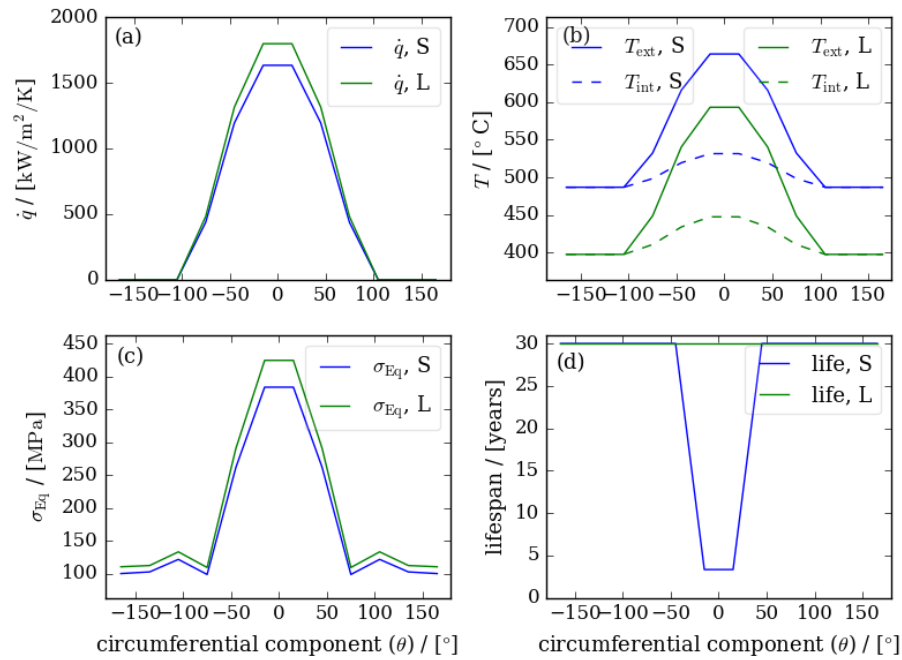 (a)
q̇, S
q̇, L
2000
1500
1000
500
0
q̇ / [kW/m²/K]
−150 −100 −50 0 50 100 150
(b)
T_ext, S
T_int, S
T_ext, L
T_int, L
700
650
600
550
500
450
400
T / [° C]
−150 −100 −50 0 50 100 150
(c)
σ_Eq, S
σ_Eq, L
450
400
350
300
250
200
150
100
σ_Eq / [MPa]
−150 −100 −50 0 50 100 150
circumferential component (θ) / [°]
(d)
life, S
life, L
30
25
20
15
10
5
0
lifespan / [years]
−150 −100 −50 0 50 100 150
circumferential component (θ) / [°]